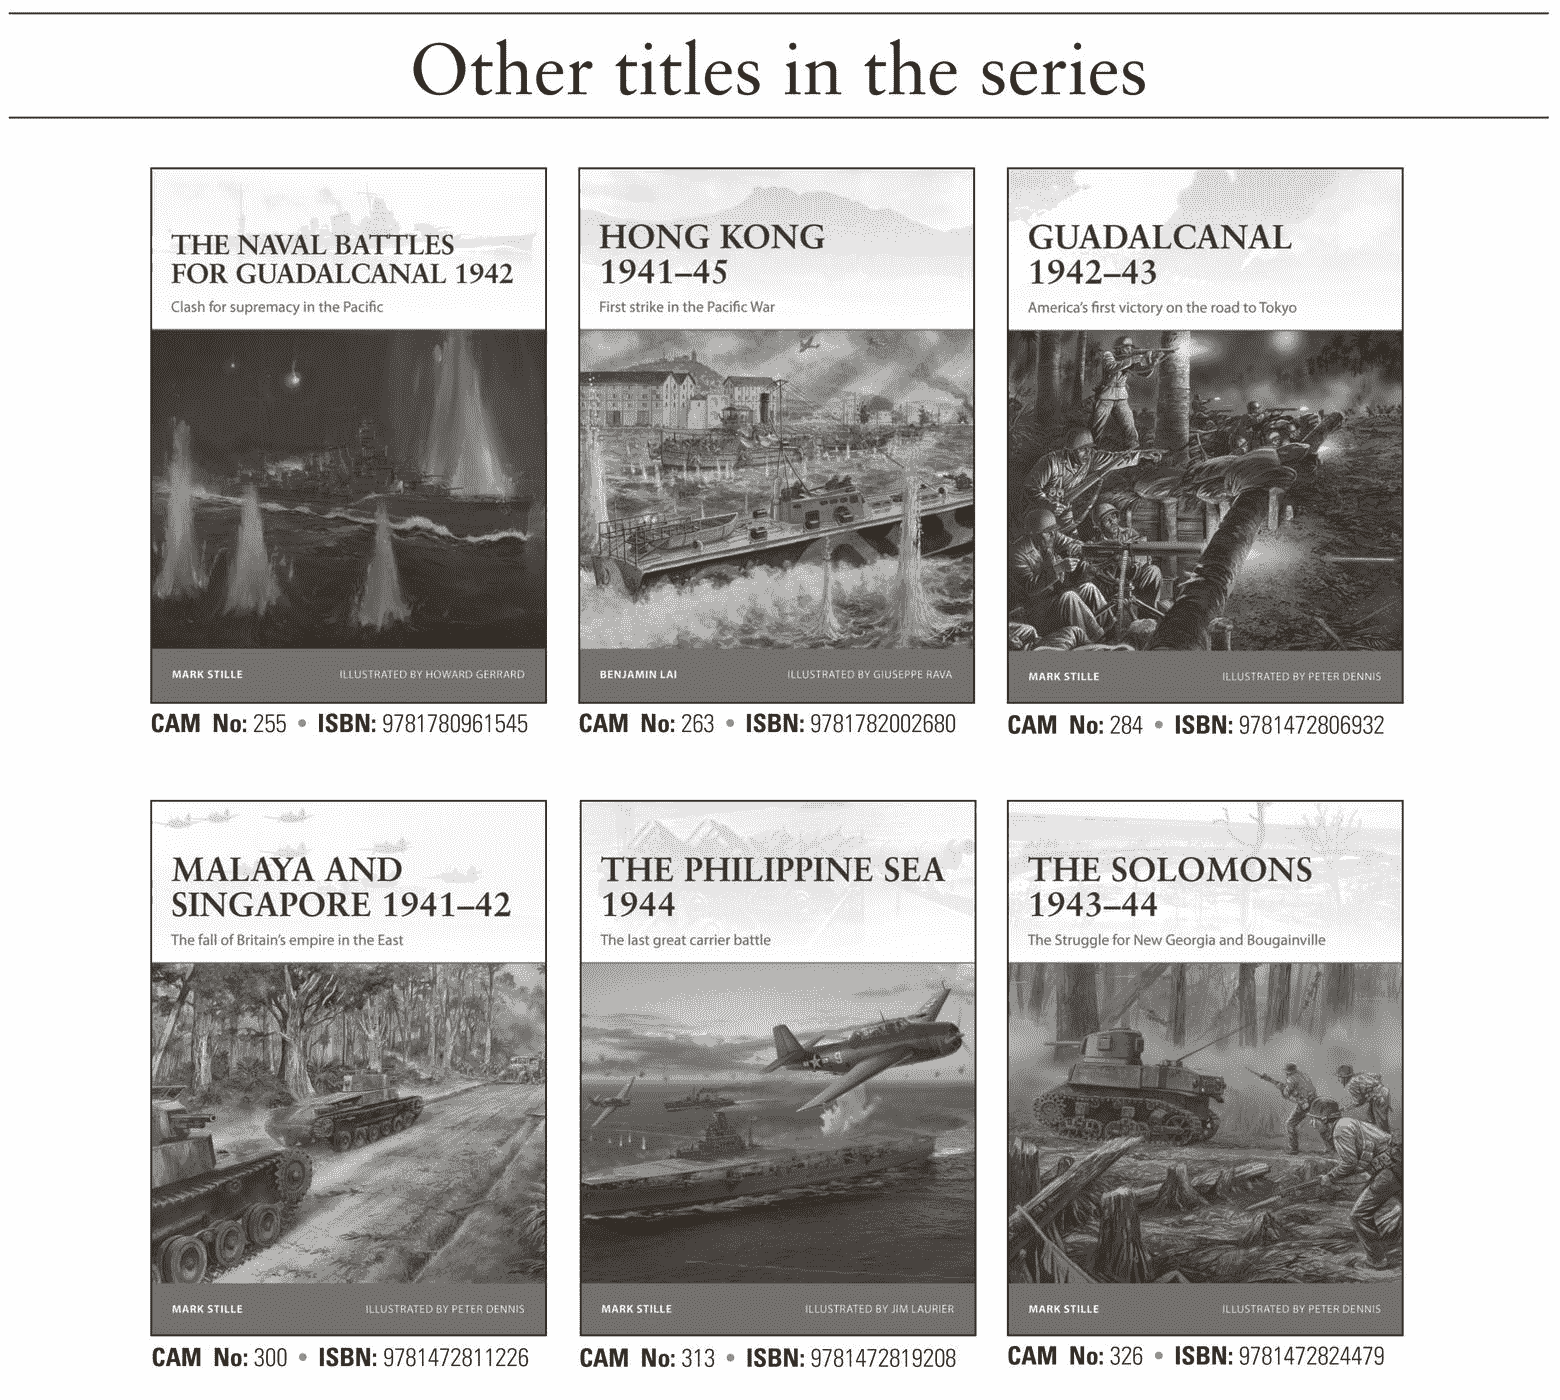 Other titles in the series
THE NAVAL BATTLES
FOR GUADALCANAL 1942
Clash for supremacy in the Pacific
MARK STILLE ILLUSTRATED BY HOWARD GERRARD
CAM No: 255 • ISBN: 9781780961545
HONG KONG
1941–45
First strike in the Pacific War
BENJAMIN LAI ILLUSTRATED BY GIUSEPPE RAVA
CAM No: 263 • ISBN: 9781782002680
GUADALCANAL
1942–43
America's first victory on the road to Tokyo
MARK STILLE ILLUSTRATED BY PETER DENNIS
CAM No: 284 • ISBN: 9781472806932
MALAYA AND
SINGAPORE 1941–42
The fall of Britain's empire in the East
MARK STILLE ILLUSTRATED BY PETER DENNIS
CAM No: 300 • ISBN: 9781472811226
THE PHILIPPINE SEA
1944
The last great carrier battle
MARK STILLE ILLUSTRATED BY JIM LAURIER
CAM No: 313 • ISBN: 9781472819208
THE SOLOMONS
1943–44
The Struggle for New Georgia and Bougainville
MARK STILLE ILLUSTRATED BY PETER DENNIS
CAM No: 326 • ISBN: 9781472824479